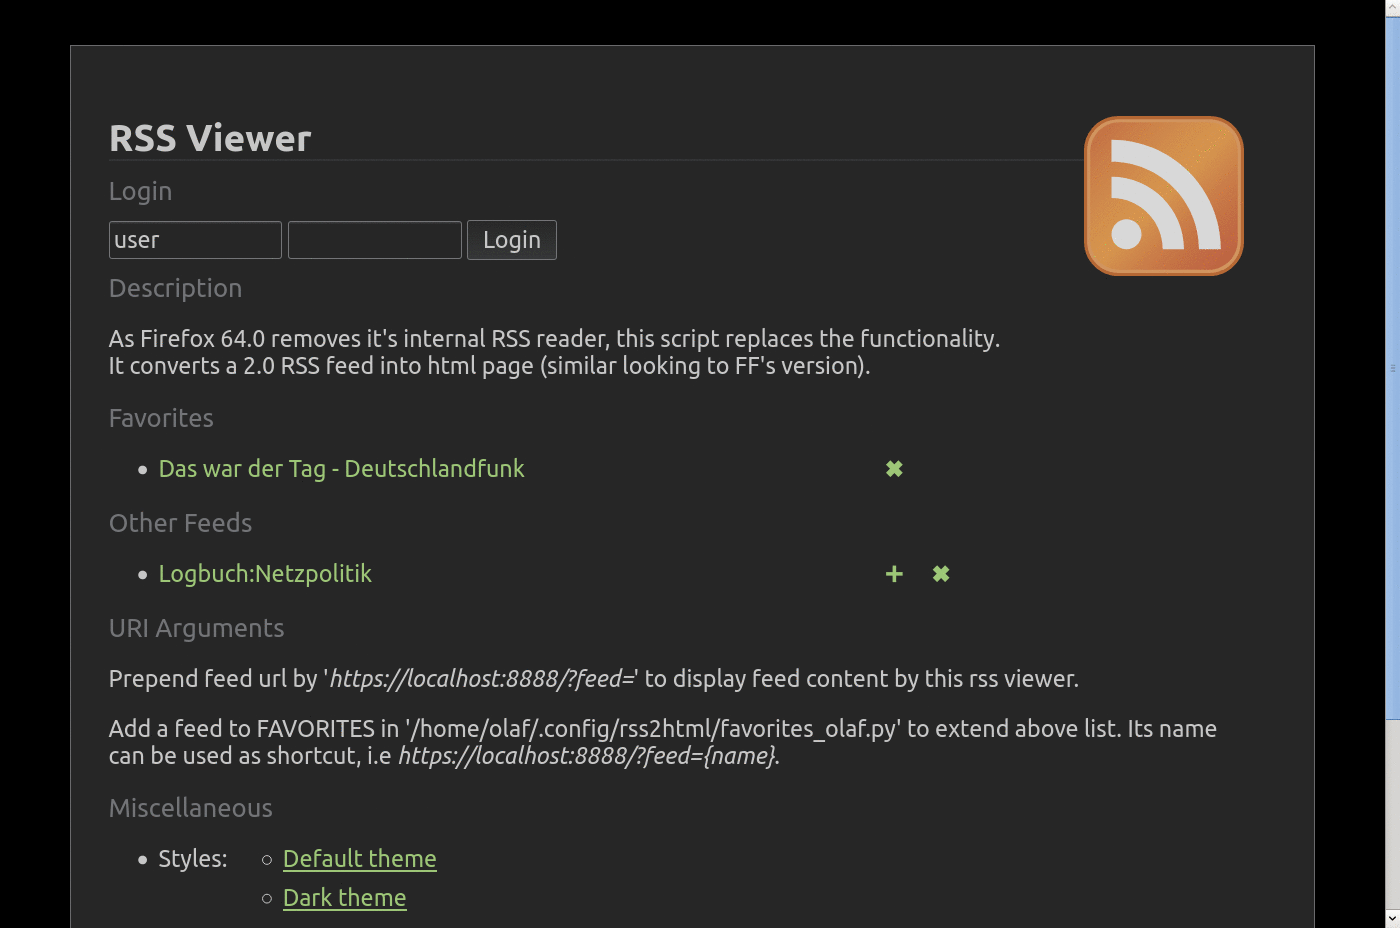 RSS Viewer
Login
user
Login
Description
As Firefox 64.0 removes it's internal RSS reader, this script replaces the functionality.
It converts a 2.0 RSS feed into html page (similar looking to FF's version).
Favorites
Das war der Tag - Deutschlandfunk
Other Feeds
Logbuch:Netzpolitik
URI Arguments
Prepend feed url by 'https://localhost:8888/?feed=' to display feed content by this rss viewer.
Add a feed to FAVORITES in '/home/olaf/.config/rss2html/favorites_olaf.py' to extend above list. Its name
can be used as shortcut, i.e https://localhost:8888/?feed={name}.
Miscellaneous
Styles:
Default theme
Dark theme